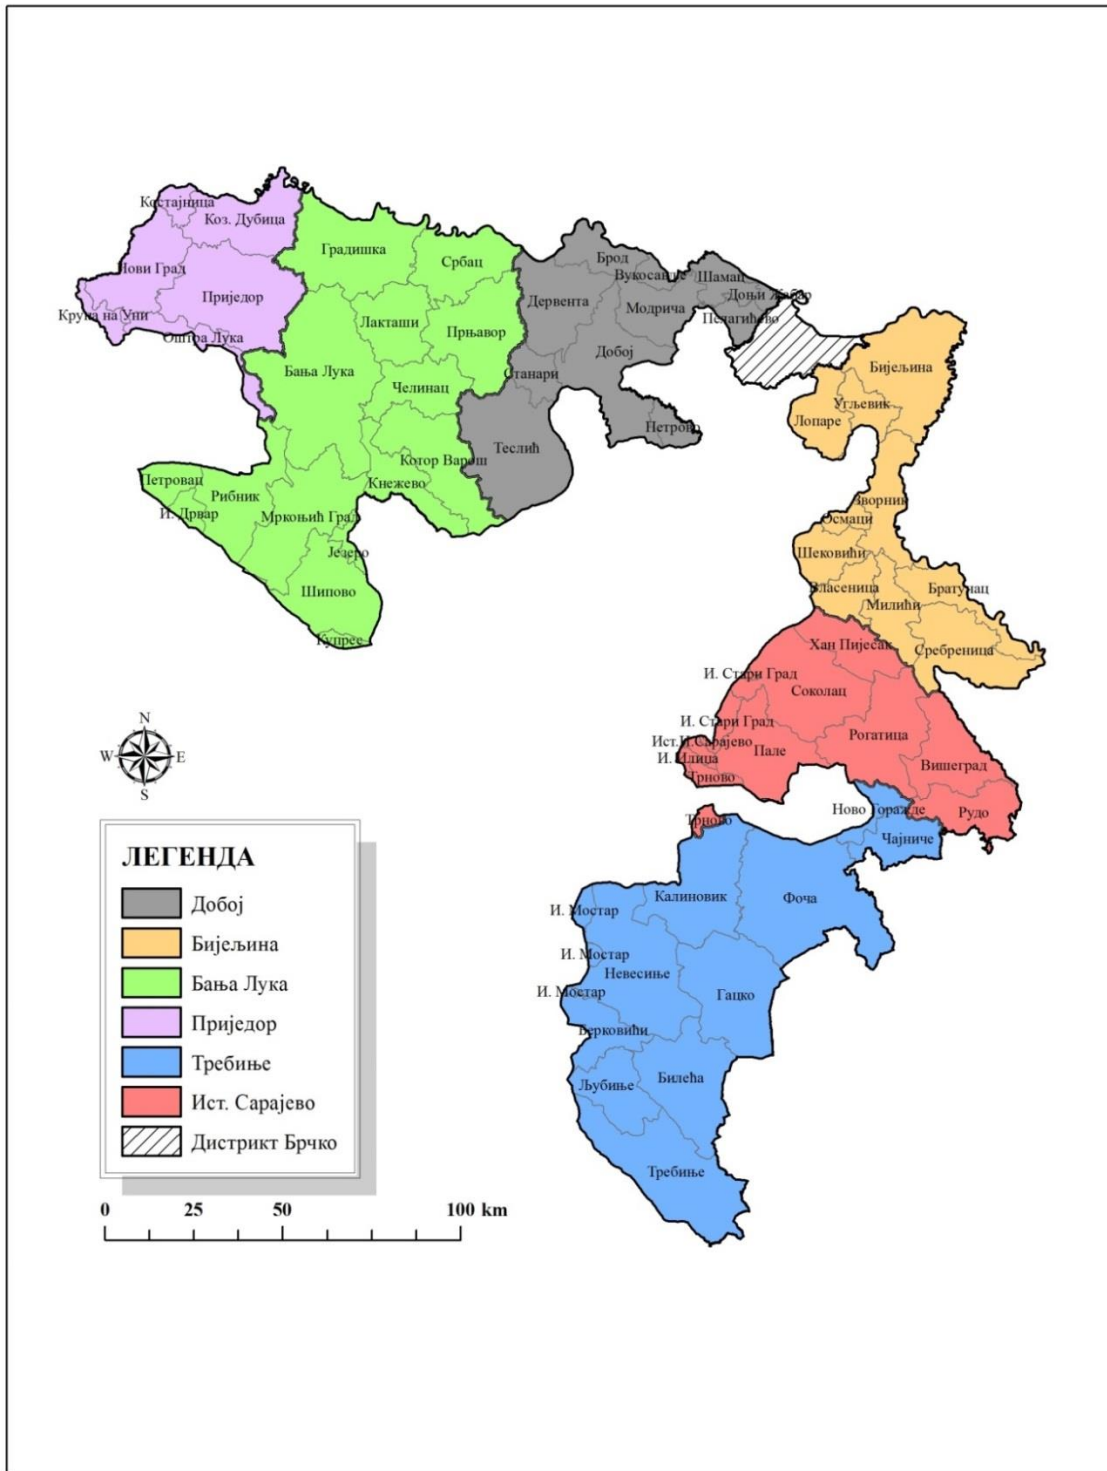 Костајница
Коз. Дубица
Нови Град
Приједор
Крупа на Уни
Оштра Лука
Градишка
Србац
Лакташи
Прњавор
Бања Лука
Челинац
Котор Варош
Кнежево
Петровац
Рибник
И. Дрвар
Мркоњић Град
Језеро
Шипово
Купрес
Брод
Вукосавље
Шамац
Дервента
Модрича
Доњи Жабар
Пелагићево
Добој
Станари
Петрово
Теслић
Бијељина
Угљевик
Лопаре
Зворник
Осмаци
Шековићи
Власеница
Милићи
Братунац
Сребреница
Хан Пијесак
И. Стари Град
Соколац
И. Стари Град
Ист.Н.Сарајево
Пале
Рогатица
И. Илиџа
Трново
Вишеград
Рудо
Трново
Ново Горажде
Чајниче
Калиновик
Фоча
И. Мостар
И. Мостар
Невесиње
И. Мостар
Гацко
Берковићи
Љубиње
Билећа
Требиње
N
W
E
S
ЛЕГЕНДА
Добој
Бијељина
Бања Лука
Приједор
Требиње
Ист. Сарајево
Дистрикт Брчко
0 25 50 100 km